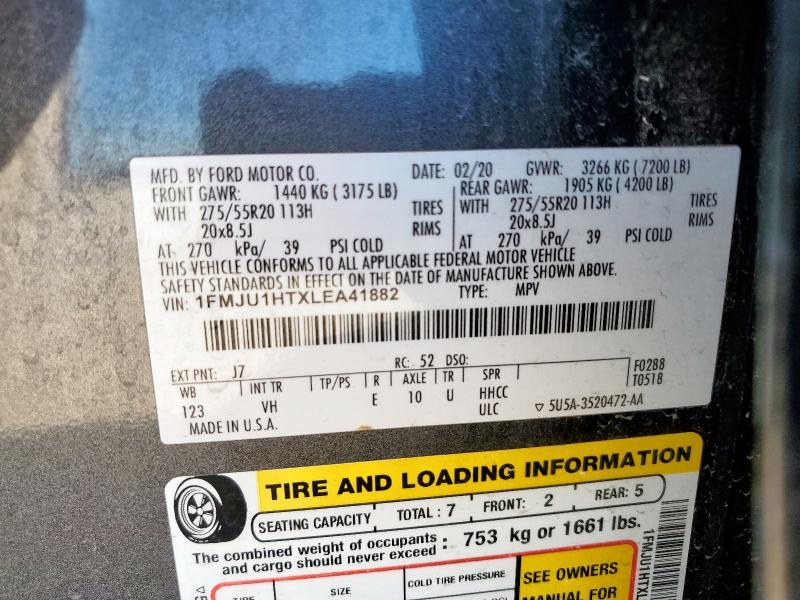 MFD. BY FORD MOTOR CO. DATE: 02/20 GVWR: 3266 KG ( 7200 LB)
FRONT GAWR: 1440 KG ( 3175 LB) REAR GAWR: 1905 KG ( 4200 LB)
WITH 275/55R20 113H TIRES WITH 275/55R20 113H TIRES
20x8.5J RIMS 20x8.5J RIMS
AT 270 kPa/ 39 PSI COLD AT 270 kPa/ 39 PSI COLD
THIS VEHICLE CONFORMS TO ALL APPLICABLE FEDERAL MOTOR VEHICLE
SAFETY STANDARDS IN EFFECT ON THE DATE OF MANUFACTURE SHOWN ABOVE.
VIN: 1FMJU1HTXLEA41882 TYPE: MPV
EXT PNT: J7 RC: 52 DSO: F0288
WB INT TR TP/PS R AXLE TR SPR T0518
123 VH E 10 U HHCC
ULC ▽ 5U5A-3520472-AA
MADE IN U.S.A.
TIRE AND LOADING INFORMATION
SEATING CAPACITY TOTAL : 7 FRONT: 2 REAR: 5
The combined weight of occupants and cargo should never exceed : 753 kg or 1661 lbs.
SIZE COLD TIRE PRESSURE SEE OWNERS
MANUAL FOR
1FMJU1HTXL